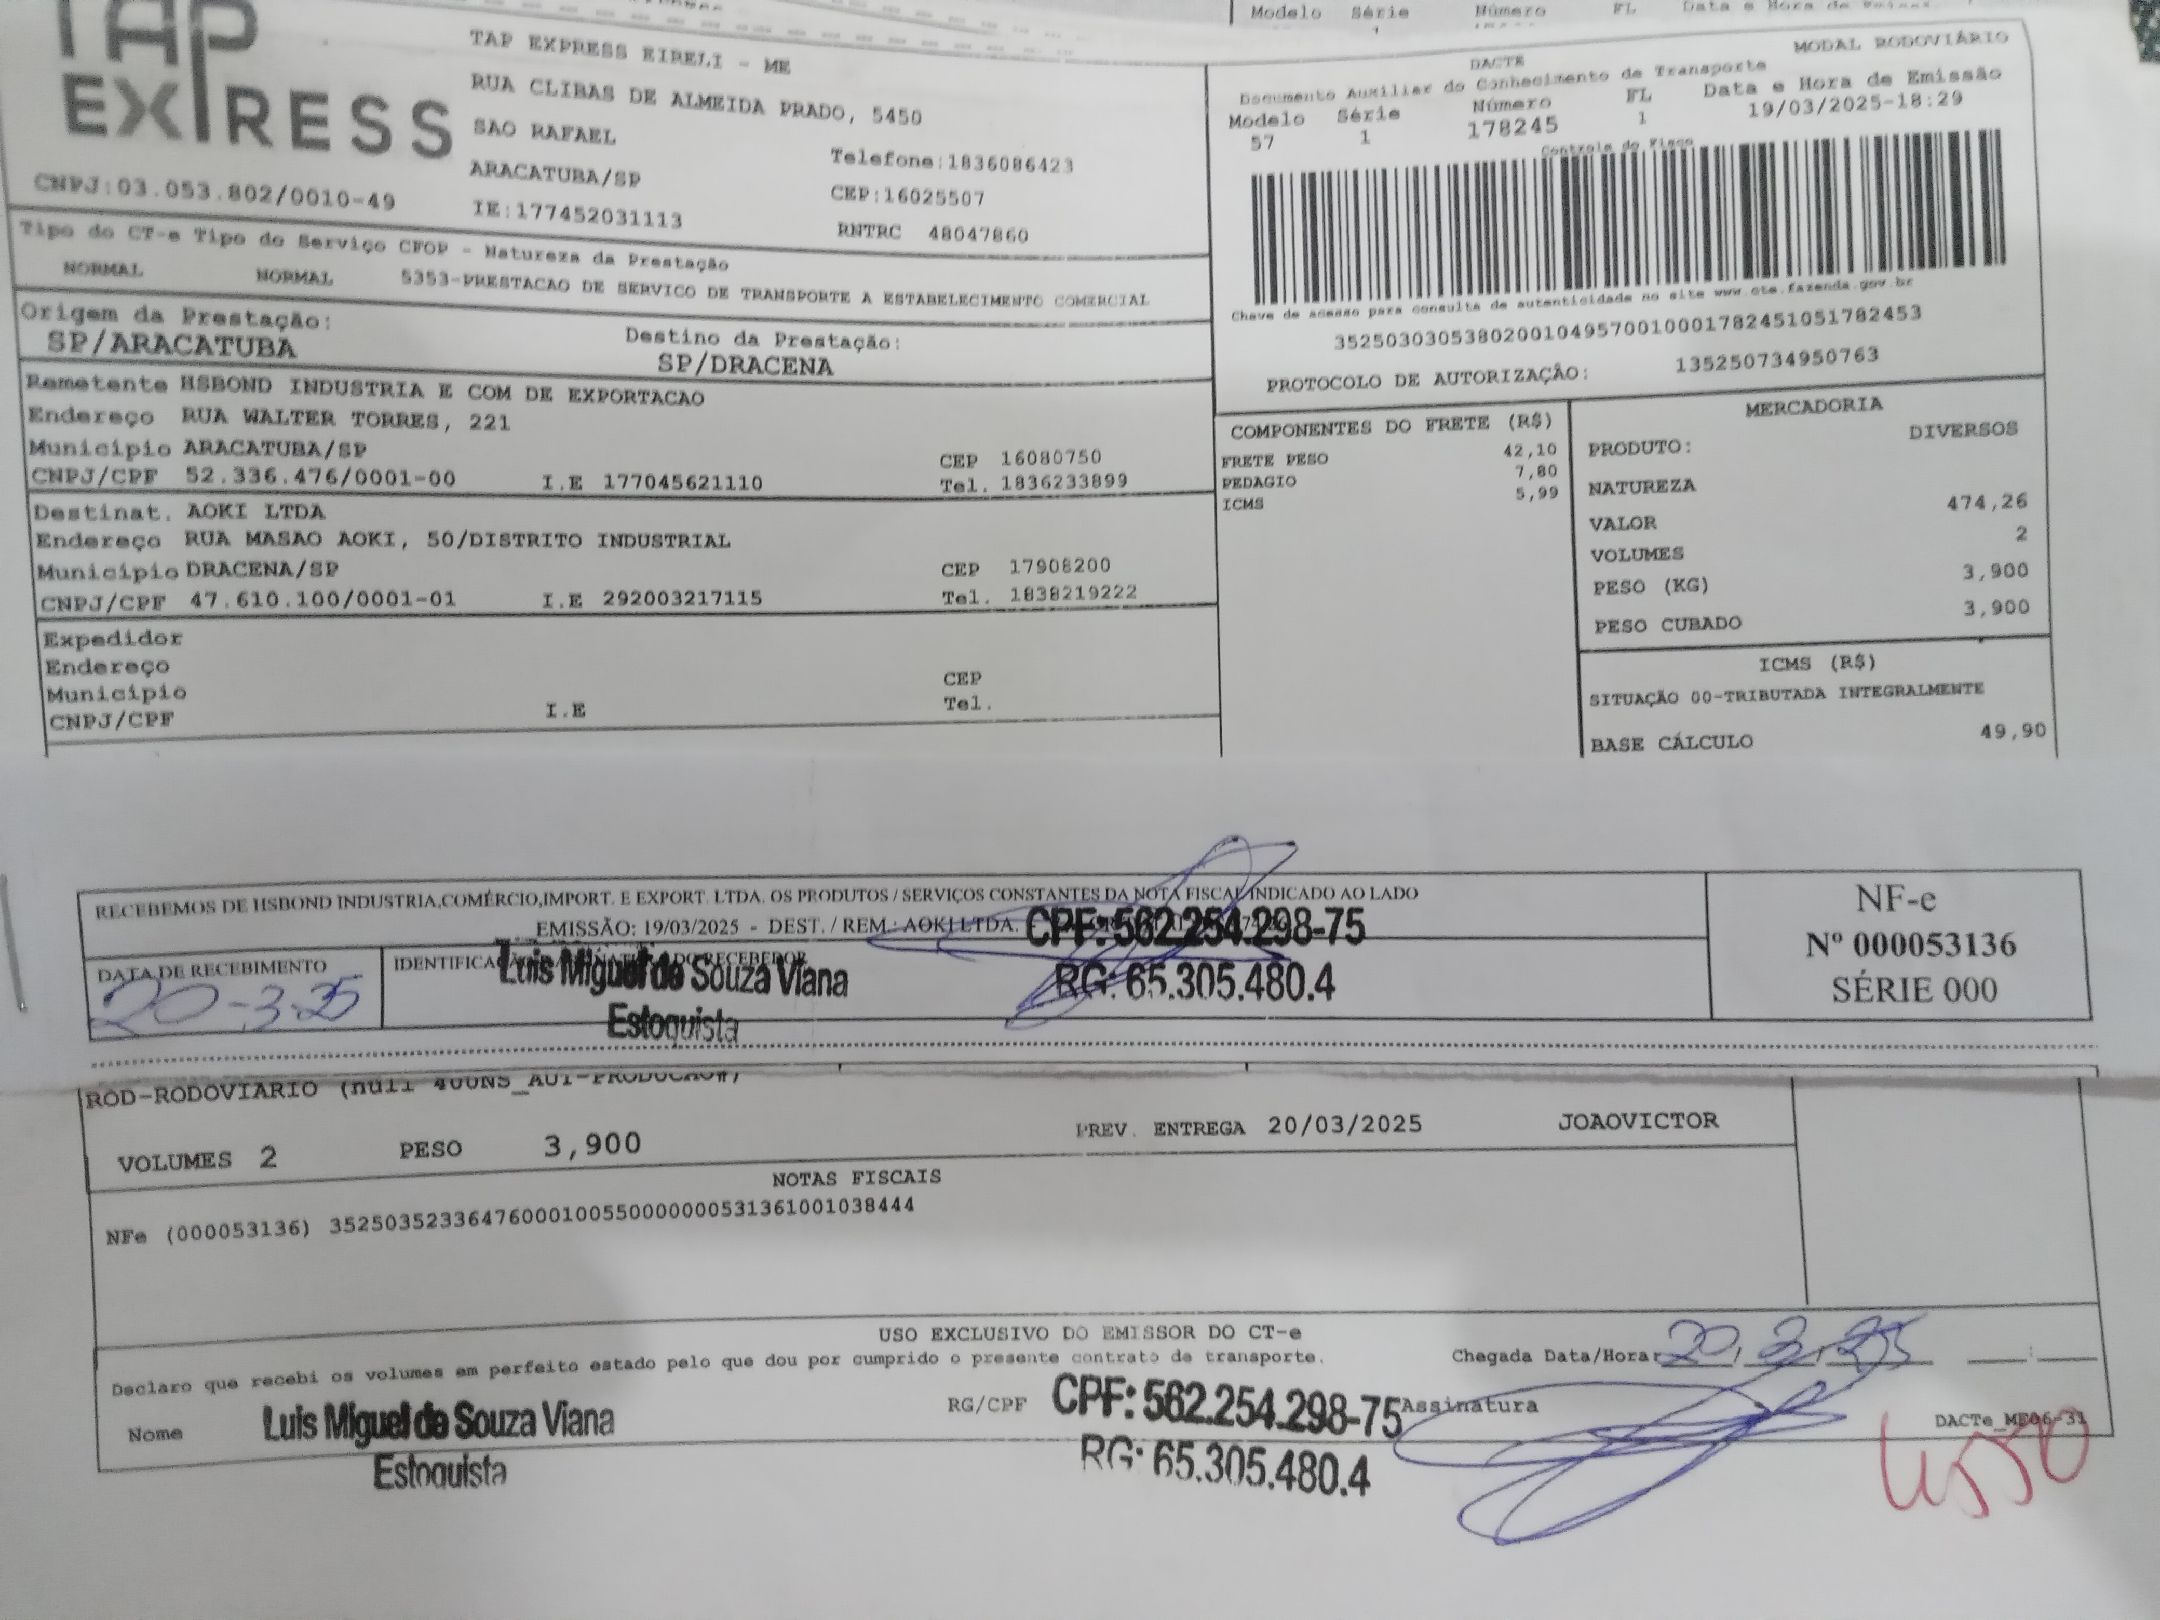 Modelo Série Número FL
TAP
EXPRESS
CNPJ:03.053.802/0010-49
TAP EXPRESS EIRELI - ME
RUA CLIBAS DE ALMEIDA PRADO, 5450
SAO RAFAEL
ARACATUBA/SP
IE:177452031113
Telefone:1836086423
CEP:16025507
RNTRC 48047860
MODAL RODOVIÁRIO
DACTE
Documento Auxiliar do Conhecimento de Transporte
Modelo Série Número FL Data e Hora de Emissão
57 1 178245 1 19/03/2025-18:29
Controle do Fisco
Chave de acesso para consulta de autenticidade no site www.cte.fazenda.gov.br
35250303053802001049570010001782451051782453
PROTOCOLO DE AUTORIZAÇÃO: 135250734950763
Tipo do CT-e Tipo do Serviço CFOP - Natureza da Prestação
NORMAL NORMAL 5353-PRESTACAO DE SERVICO DE TRANSPORTE A ESTABELECIMENTO COMERCIAL
Origem da Prestação: Destino da Prestação:
SP/ARACATUBA SP/DRACENA
Remetente HSBOND INDUSTRIA E COM DE EXPORTACAO
Endereço RUA WALTER TORRES, 221
Município ARACATUBA/SP CEP 16080750
CNPJ/CPF 52.336.476/0001-00 I.E 177045621110 Tel. 1836233899
Destinat. AOKI LTDA
Endereço RUA MASAO AOKI, 50/DISTRITO INDUSTRIAL
Município DRACENA/SP CEP 17908200
CNPJ/CPF 47.610.100/0001-01 I.E 292003217115 Tel. 1838219222
Expedidor
Endereço
Município CEP
CNPJ/CPF I.E Tel.
COMPONENTES DO FRETE (R$)
FRETE PESO 42,10
PEDAGIO 7,80
ICMS 5,99
MERCADORIA
PRODUTO: DIVERSOS
NATUREZA
VALOR 474,26
VOLUMES 2
PESO (KG) 3,900
PESO CUBADO 3,900
ICMS (R$)
SITUAÇÃO 00-TRIBUTADA INTEGRALMENTE
BASE CÁLCULO 49,90
RECEBEMOS DE HSBOND INDUSTRIA,COMÉRCIO,IMPORT. E EXPORT. LTDA. OS PRODUTOS / SERVIÇOS CONSTANTES DA NOTA FISCAL INDICADO AO LADO
EMISSÃO: 19/03/2025 - DEST. / REM.: AOKI LTDA.
CPF: 562.254.298-75
DATA DE RECEBIMENTO
20-3-25
Luis Miguel de Souza Viana
Estoquista
RG: 65.305.480.4
NF-e
Nº 000053136
SÉRIE 000
ROD-RODOVIARIO (null 400NS_AUT-PRODUCAO#)
VOLUMES 2 PESO 3,900 PREV. ENTREGA 20/03/2025 JOAOVICTOR
NOTAS FISCAIS
NFe (000053136) 35250352336476000100550000000531361001038444
USO EXCLUSIVO DO EMISSOR DO CT-e
Declaro que recebi os volumes em perfeito estado pelo que dou por cumprido o presente contrato de transporte.
Chegada Data/Hora: 20, 3, 25 :
Nome Luis Miguel de Souza Viana RG/CPF CPF: 562.254.298-75 Assinatura
Estoquista RG: 65.305.480.4
DACTe_ME06-31